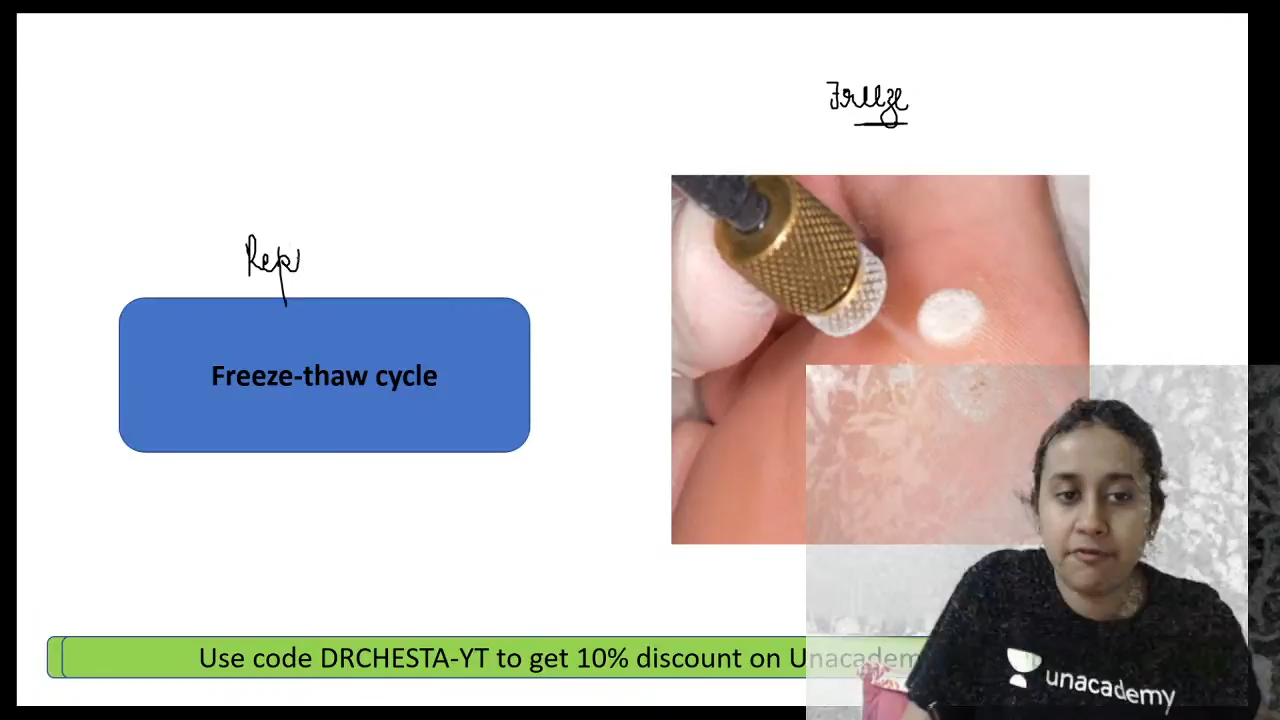 Freeze
Rep
Freeze-thaw cycle
Use code DRCHESTA-YT to get 10% discount on Unacadem
unacademy